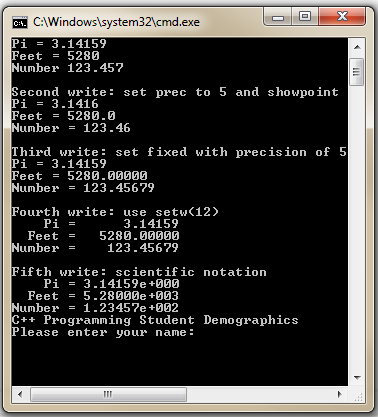 C:\Windows\system32\cmd.exe
Pi = 3.14159
Feet = 5280
Number 123.457
Second write: set prec to 5 and showpoint
Pi = 3.1416
Feet = 5280.0
Number = 123.46
Third write: set fixed with precision of 5
Pi = 3.14159
Feet = 5280.00000
Number = 123.45679
Fourth write: use setw(12)
    Pi =      3.14159
  Feet =   5280.00000
Number =    123.45679
Fifth write: scientific notation
    Pi = 3.14159e+000
  Feet = 5.28000e+003
Number = 1.23457e+002
C++ Programming Student Demographics
Please enter your name: